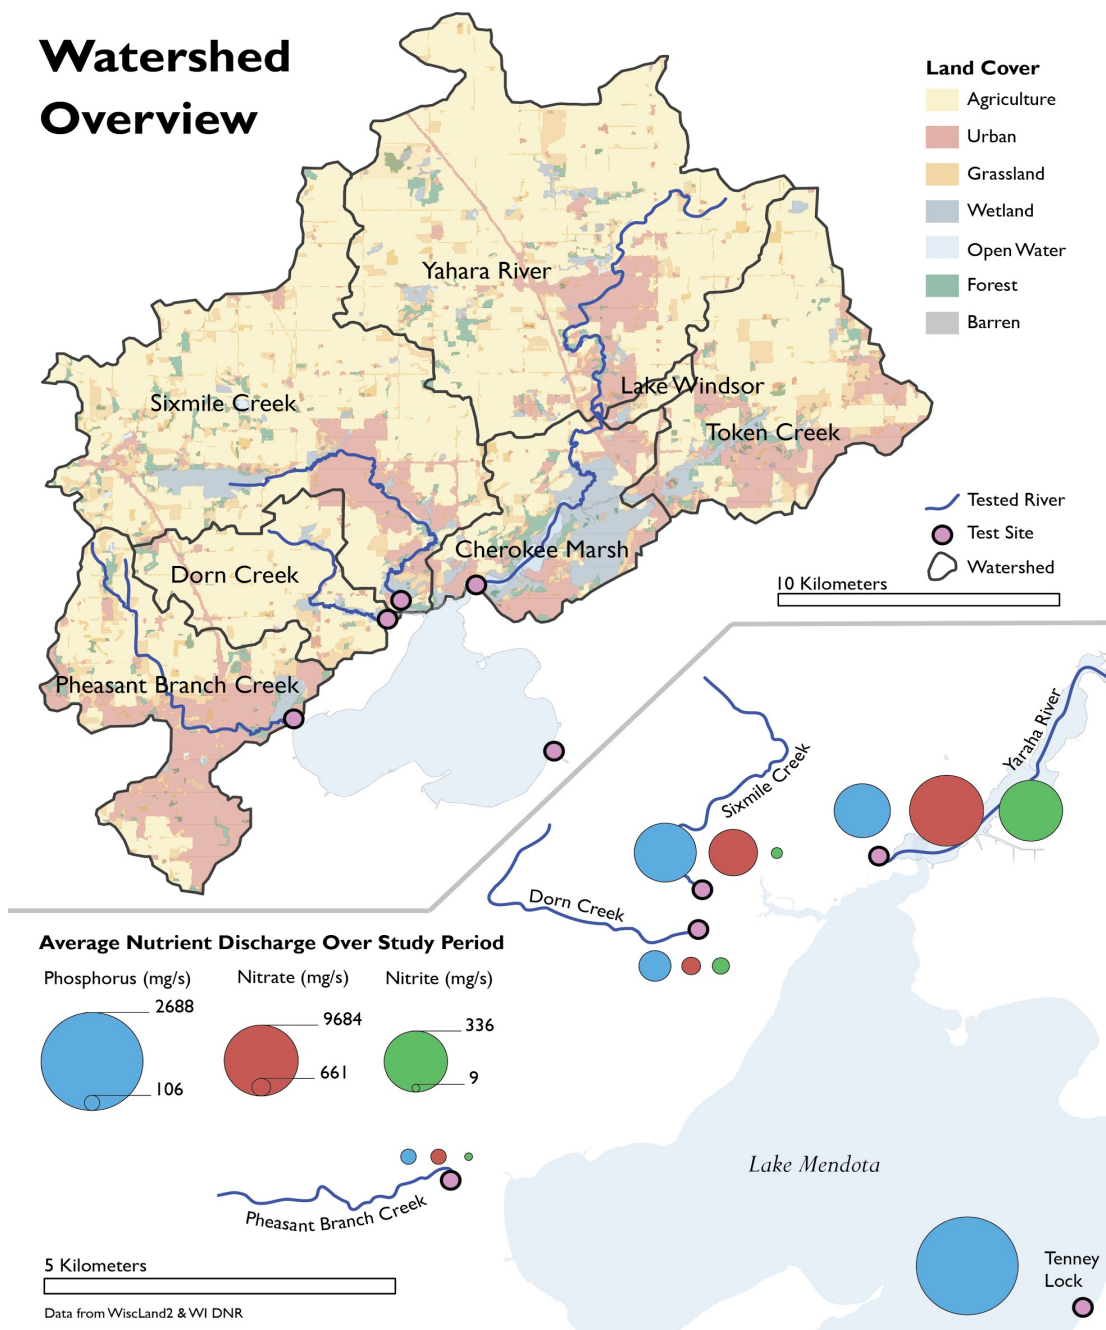 Watershed
Overview
Land Cover
Agriculture
Urban
Grassland
Wetland
Open Water
Forest
Barren
Yahara River
Lake Windsor
Sixmile Creek
Token Creek
Tested River
Test Site
Watershed
Cherokee Marsh
Dorn Creek
10 Kilometers
Pheasant Branch Creek
Yaraha River
Sixmile Creek
Dorn Creek
Average Nutrient Discharge Over Study Period
Phosphorus (mg/s)
Nitrate (mg/s)
Nitrite (mg/s)
2688
106
9684
661
336
9
Pheasant Branch Creek
Lake Mendota
Tenney
Lock
5 Kilometers
Data from WiscLand2 & WI DNR